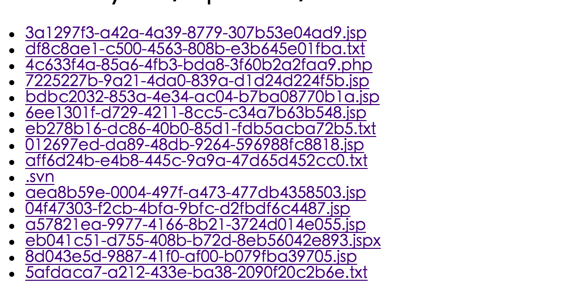 3a1297f3-a42a-4a39-8779-307b53e04ad9.jsp
df8c8ae1-c500-4563-808b-e3b645e01fba.txt
4c633f4a-85a6-4fb3-bda8-3f60b2a2faa9.php
7225227b-9a21-4da0-839a-d1d24d224f5b.jsp
bdbc2032-853a-4e34-ac04-b7ba08770b1a.jsp
6ee1301f-d729-4211-8cc5-c34a7b63b548.jsp
eb278b16-dc86-40b0-85d1-fdb5acba72b5.txt
012697ed-da89-48db-9264-596988fc8818.jsp
aff6d24b-e4b8-445c-9a9a-47d65d452cc0.txt
.svn
aea8b59e-0004-497f-a473-477db4358503.jsp
04f47303-f2cb-4bfa-9bfc-d2fbdf6c4487.jsp
a57821ea-9977-4166-8b21-3724d014e055.jsp
eb041c51-d755-408b-b72d-8eb56042e893.jspx
8d043e5d-9887-41f0-af00-b079fba39705.jsp
5afdaca7-a212-433e-ba38-2090f20c2b6e.txt